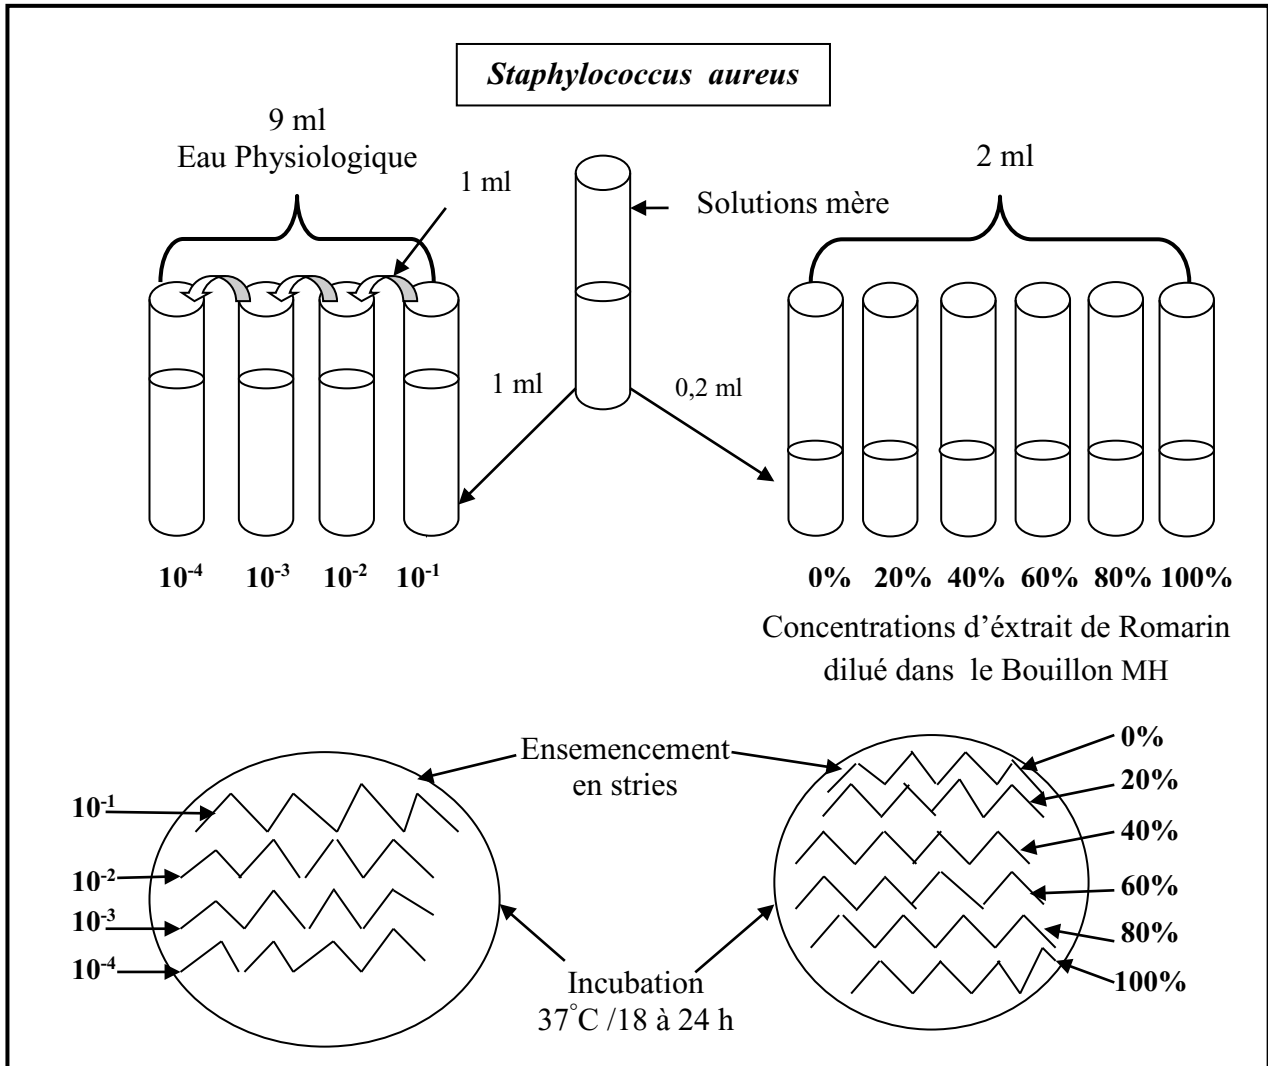 Staphylococcus aureus
9 ml
Eau Physiologique
1 ml
Solutions mère
2 ml
1 ml
0,2 ml
10⁻⁴ 10⁻³ 10⁻² 10⁻¹
0% 20% 40% 60% 80% 100%
Concentrations d'éxtrait de Romarin
dilué dans le Bouillon MH
Ensemencement
en stries
10⁻¹
10⁻²
10⁻³
10⁻⁴
0%
20%
40%
60%
80%
100%
Incubation
37°C /18 à 24 h